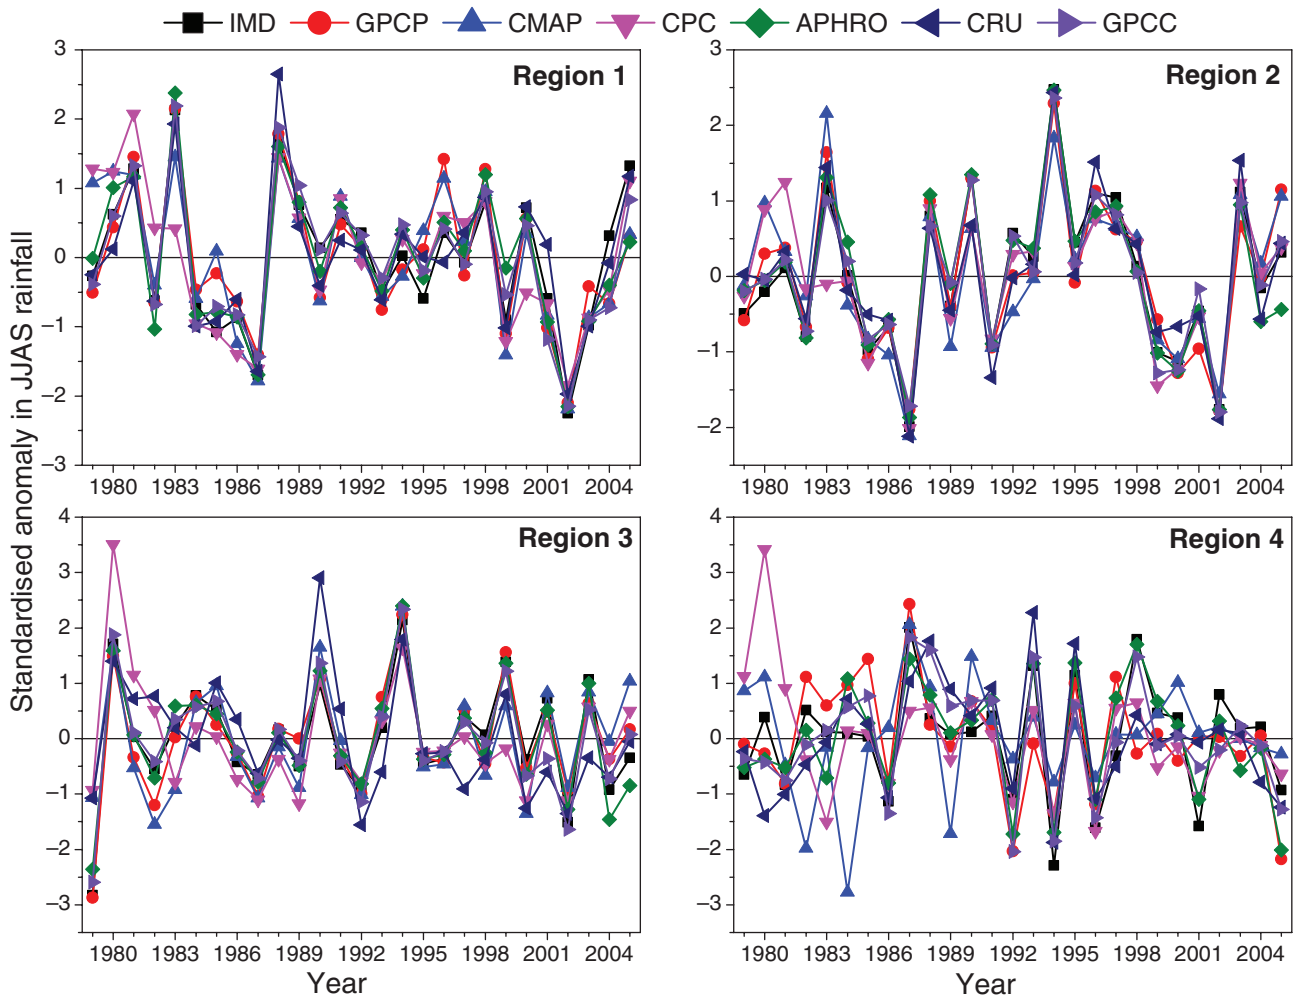 IMD GPCP CMAP CPC APHRO CRU GPCC
Standardised anomaly in JJAS rainfall
Region 1
3
2
1
0
−1
−2
−3
1980 1983 1986 1989 1992 1995 1998 2001 2004
Region 2
3
2
1
0
−1
−2
1980 1983 1986 1989 1992 1995 1998 2001 2004
Region 3
4
3
2
1
0
−1
−2
−3
1980 1983 1986 1989 1992 1995 1998 2001 2004
Year
Region 4
4
3
2
1
0
−1
−2
−3
1980 1983 1986 1989 1992 1995 1998 2001 2004
Year